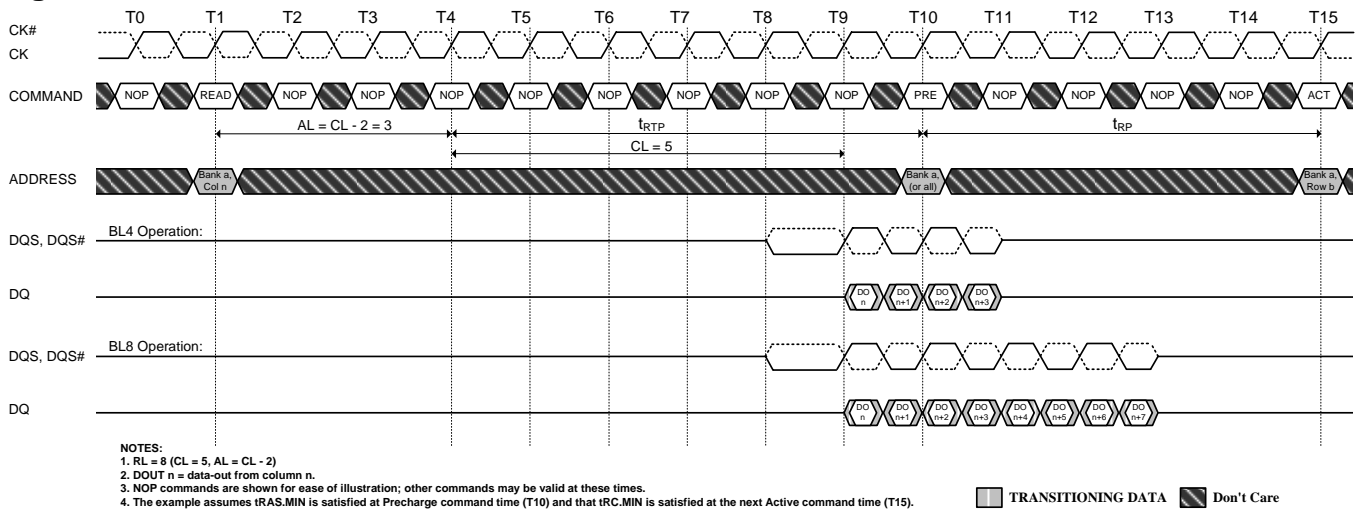 T0 T1 T2 T3 T4 T5 T6 T7 T8 T9 T10 T11 T12 T13 T14 T15
CK#
CK
COMMAND NOP READ NOP NOP NOP NOP NOP NOP NOP NOP PRE NOP NOP NOP NOP ACT
AL = CL - 2 = 3 tRTP tRP
CL = 5
ADDRESS Bank a, Col n Bank a, (or all) Bank a, Row b
BL4 Operation:
DQS, DQS#
DQ DO n DO n+1 DO n+2 DO n+3
BL8 Operation:
DQS, DQS#
DQ DO n DO n+1 DO n+2 DO n+3 DO n+4 DO n+5 DO n+6 DO n+7
NOTES:
1. RL = 8 (CL = 5, AL = CL - 2)
2. DOUT n = data-out from column n.
3. NOP commands are shown for ease of illustration; other commands may be valid at these times.
4. The example assumes tRAS.MIN is satisfied at Precharge command time (T10) and that tRC.MIN is satisfied at the next Active command time (T15).
TRANSITIONING DATA Don't Care